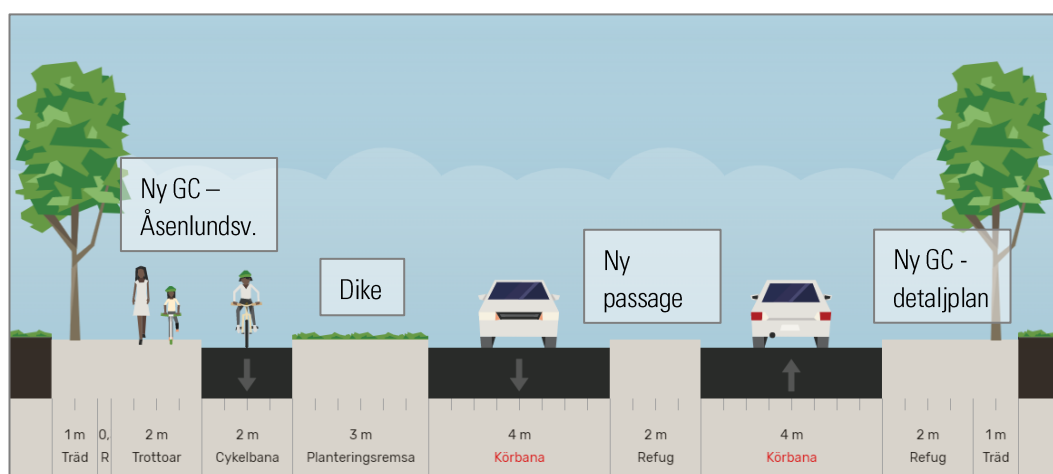 Ny GC –
Åsenlundsv.
Dike
Ny
passage
Ny GC -
detaljplan
1 m 0, 2 m 2 m 3 m 4 m 2 m 4 m 2 m 1 m
Träd R Trottoar Cykelbana Planteringsremsa Körbana Refug Körbana Refug Träd